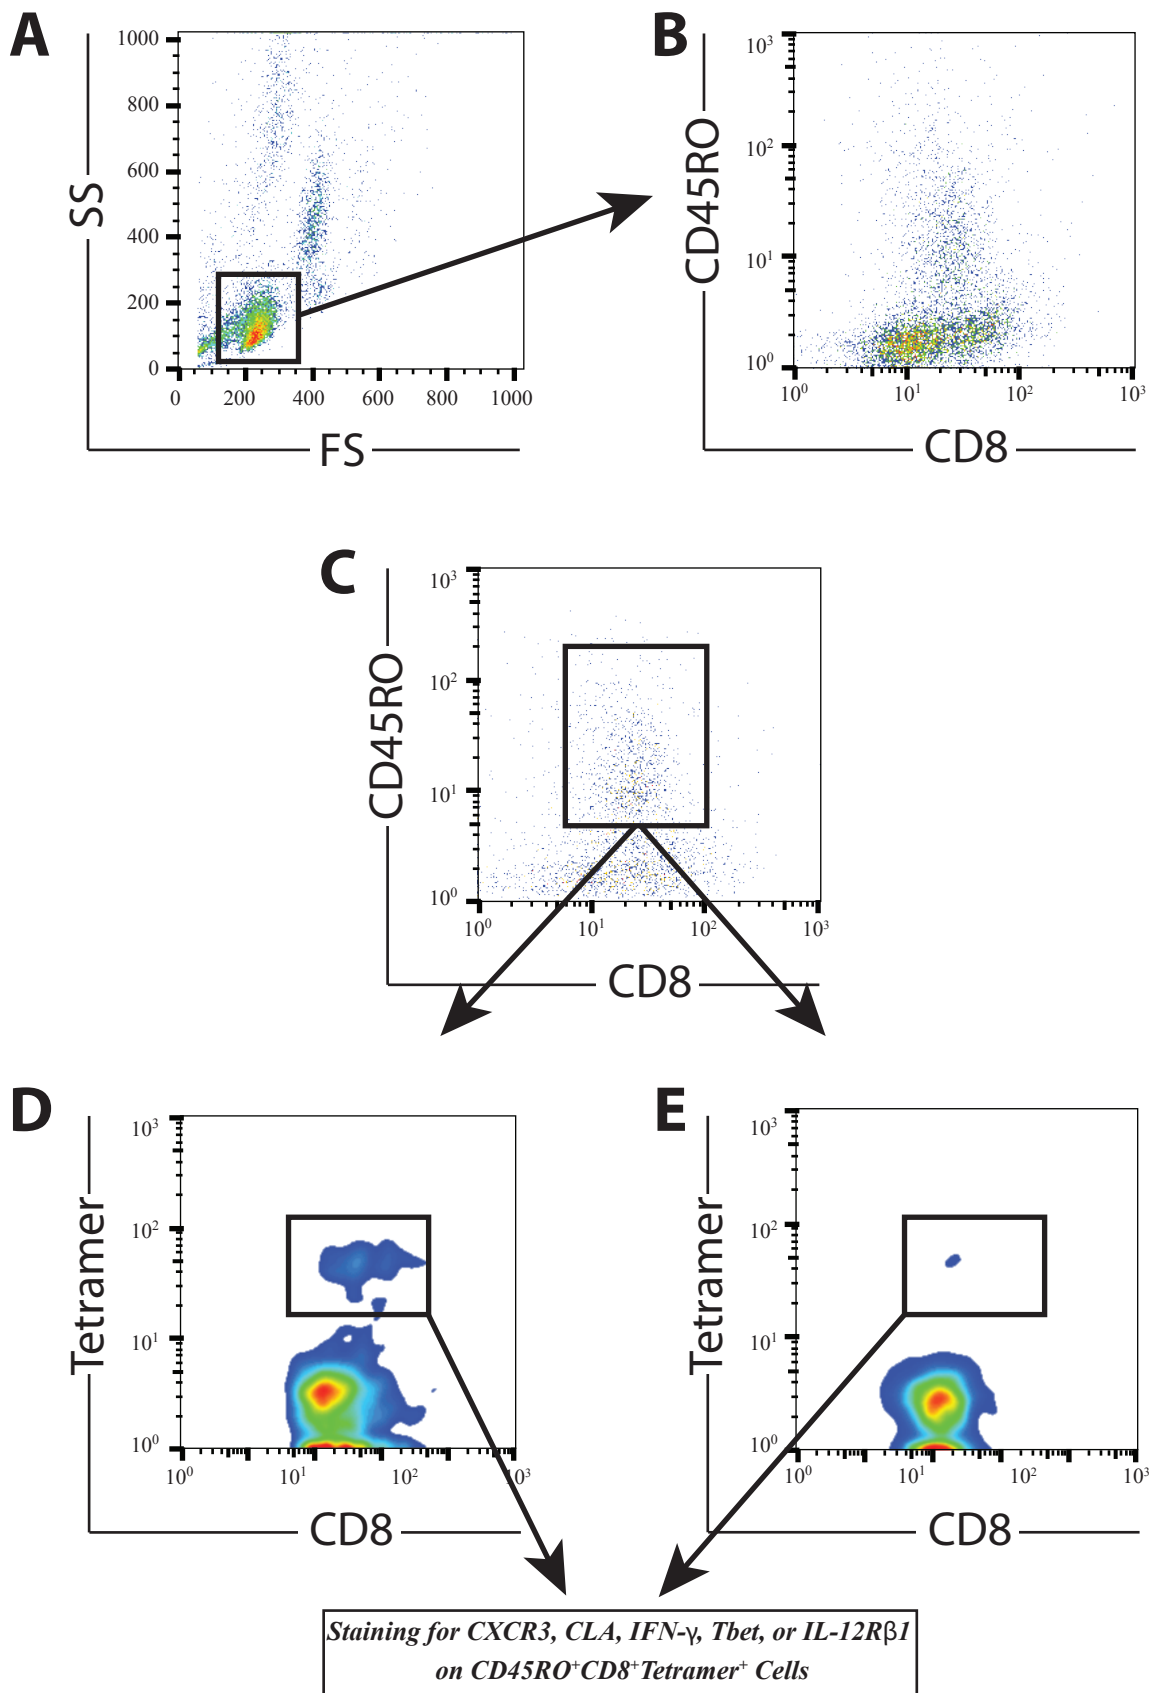 A
SS
1000
800
600
400
200
0
0 200 400 600 800 1000
FS
B
CD45RO
10³
10²
10¹
10⁰
10⁰ 10¹ 10² 10³
CD8
C
CD45RO
10³
10²
10¹
10⁰
10⁰ 10¹ 10² 10³
CD8
D
Tetramer
10³
10²
10¹
10⁰
10⁰ 10¹ 10² 10³
CD8
E
Tetramer
10³
10²
10¹
10⁰
10⁰ 10¹ 10² 10³
CD8
Staining for CXCR3, CLA, IFN-γ, Tbet, or IL-12Rβ1
on CD45RO⁺CD8⁺Tetramer⁺ Cells